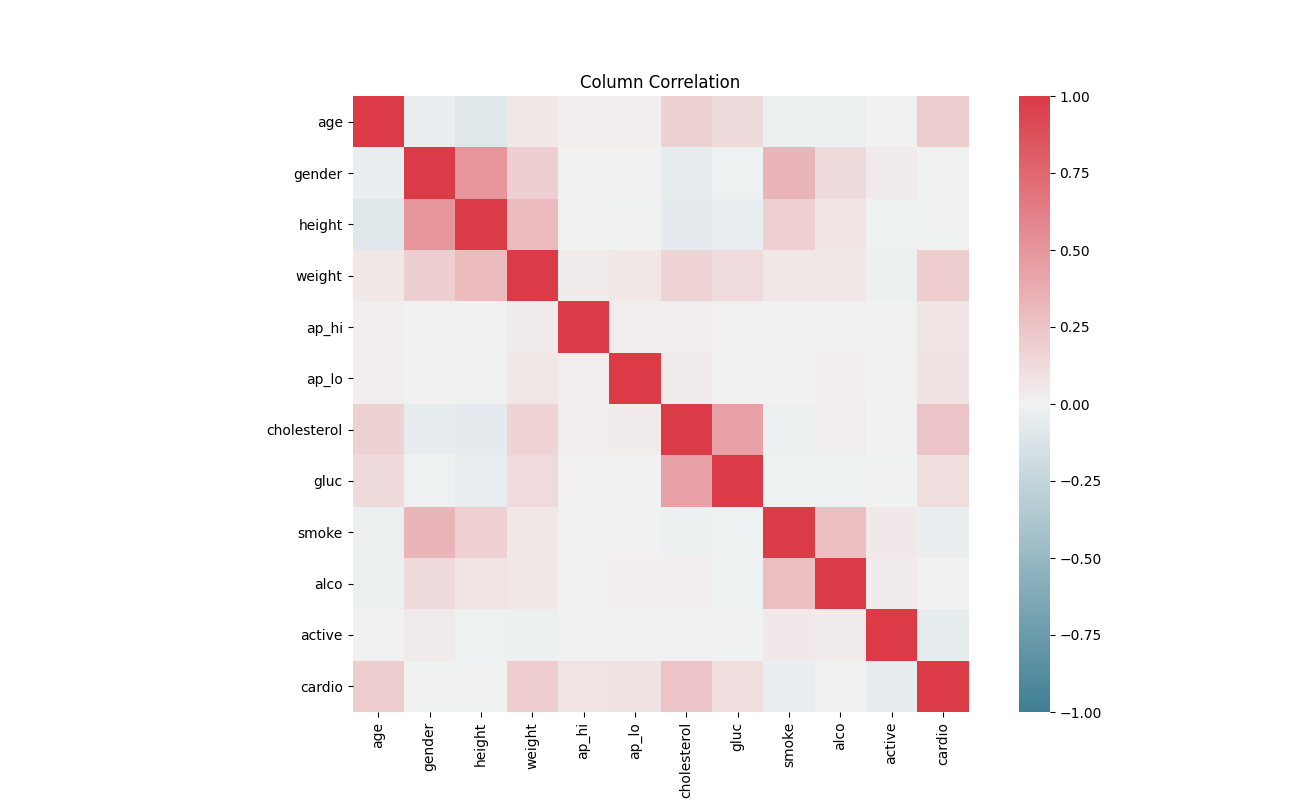 Column Correlation
age
gender
height
weight
ap_hi
ap_lo
cholesterol
gluc
smoke
alco
active
cardio
age
gender
height
weight
ap_hi
ap_lo
cholesterol
gluc
smoke
alco
active
cardio
1.00
0.75
0.50
0.25
0.00
−0.25
−0.50
−0.75
−1.00